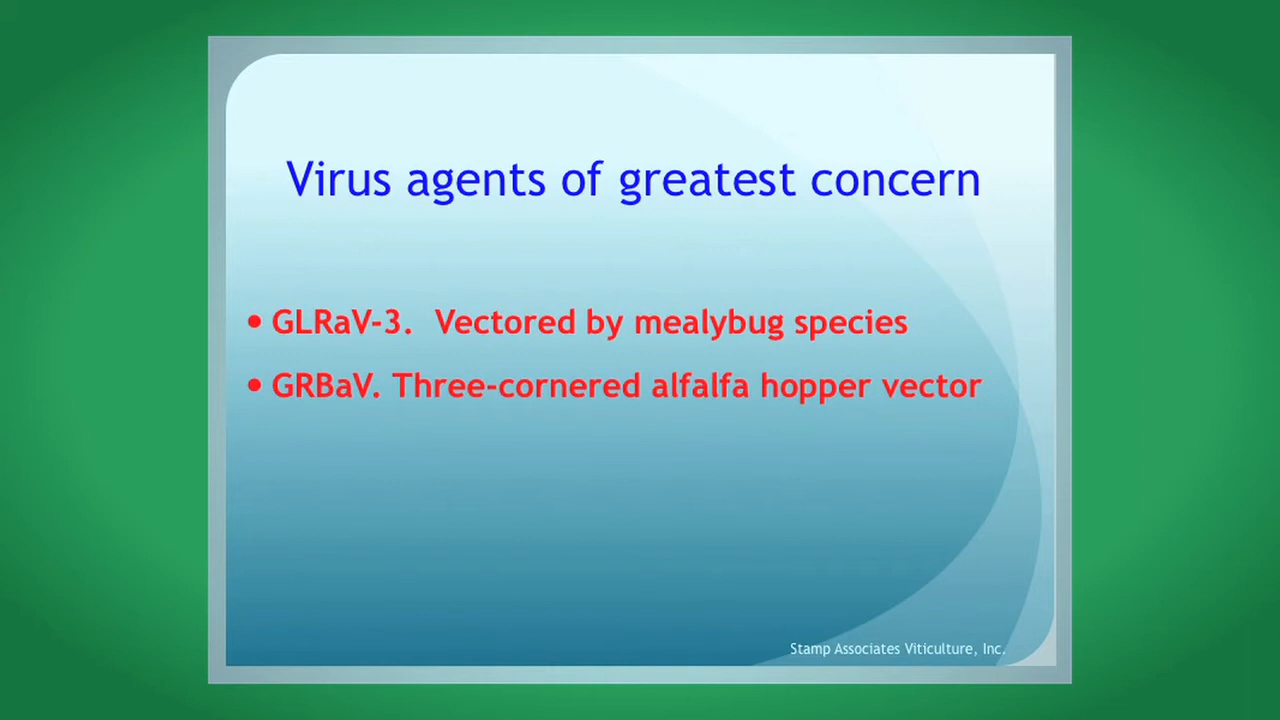 Virus agents of greatest concern
• GLRaV-3.  Vectored by mealybug species
• GRBaV. Three-cornered alfalfa hopper vector
Stamp Associates Viticulture, Inc.